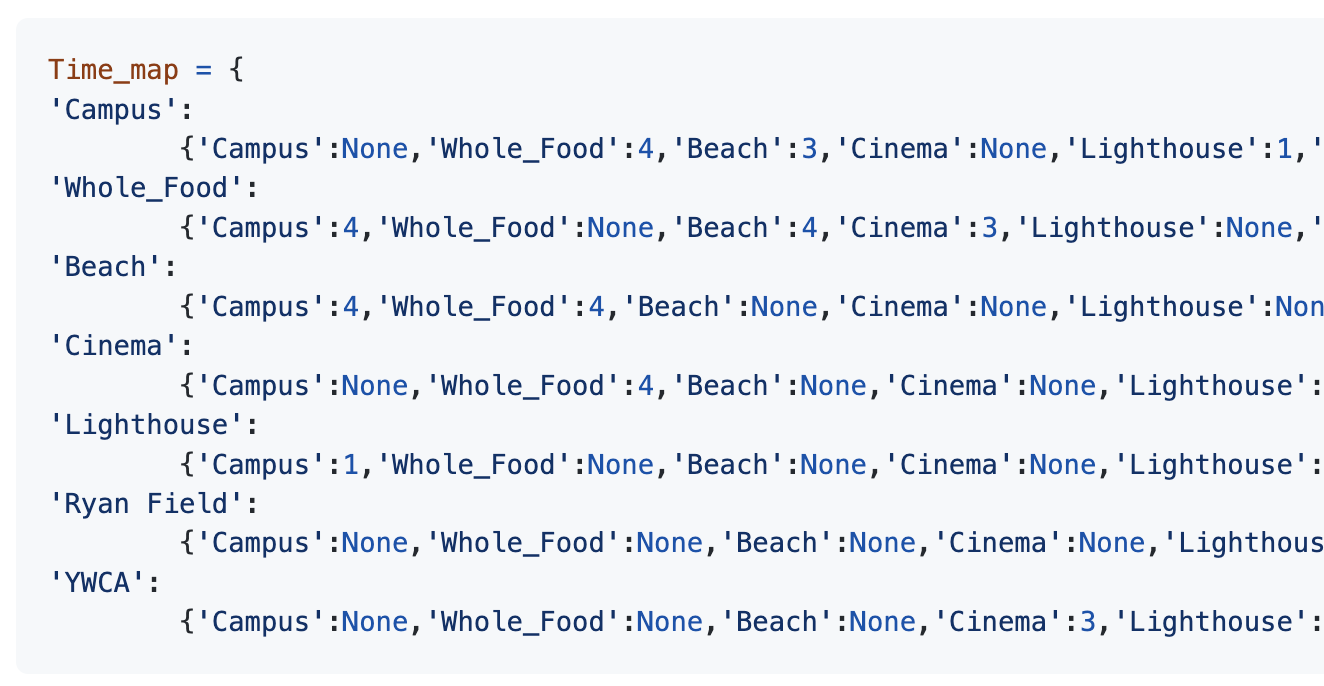 Time_map = {
'Campus':
{'Campus':None,'Whole_Food':4,'Beach':3,'Cinema':None,'Lighthouse':1,'
'Whole_Food':
{'Campus':4,'Whole_Food':None,'Beach':4,'Cinema':3,'Lighthouse':None,'
'Beach':
{'Campus':4,'Whole_Food':4,'Beach':None,'Cinema':None,'Lighthouse':Non
'Cinema':
{'Campus':None,'Whole_Food':4,'Beach':None,'Cinema':None,'Lighthouse':
'Lighthouse':
{'Campus':1,'Whole_Food':None,'Beach':None,'Cinema':None,'Lighthouse':
'Ryan Field':
{'Campus':None,'Whole_Food':None,'Beach':None,'Cinema':None,'Lighthous
'YWCA':
{'Campus':None,'Whole_Food':None,'Beach':None,'Cinema':3,'Lighthouse':